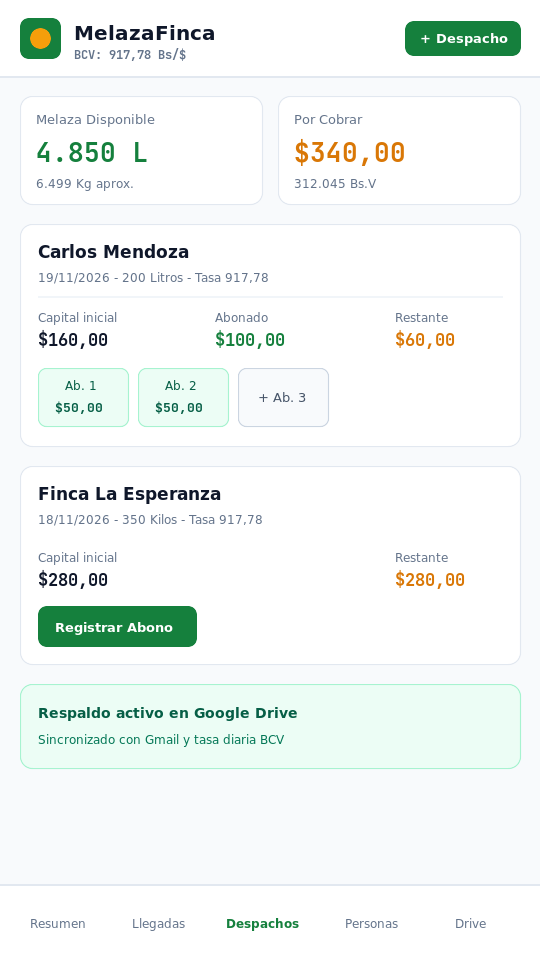 MelazaFinca
BCV: 917,78 Bs/$
+ Despacho
Melaza Disponible
4.850 L
6.499 Kg aprox.
Por Cobrar
$340,00
312.045 Bs.V
Carlos Mendoza
19/11/2026 - 200 Litros - Tasa 917,78
Capital inicial
$160,00
Abonado
$100,00
Restante
$60,00
Ab. 1
$50,00
Ab. 2
$50,00
+ Ab. 3
Finca La Esperanza
18/11/2026 - 350 Kilos - Tasa 917,78
Capital inicial
$280,00
Restante
$280,00
Registrar Abono
Respaldo activo en Google Drive
Sincronizado con Gmail y tasa diaria BCV
Resumen
Llegadas
Despachos
Personas
Drive